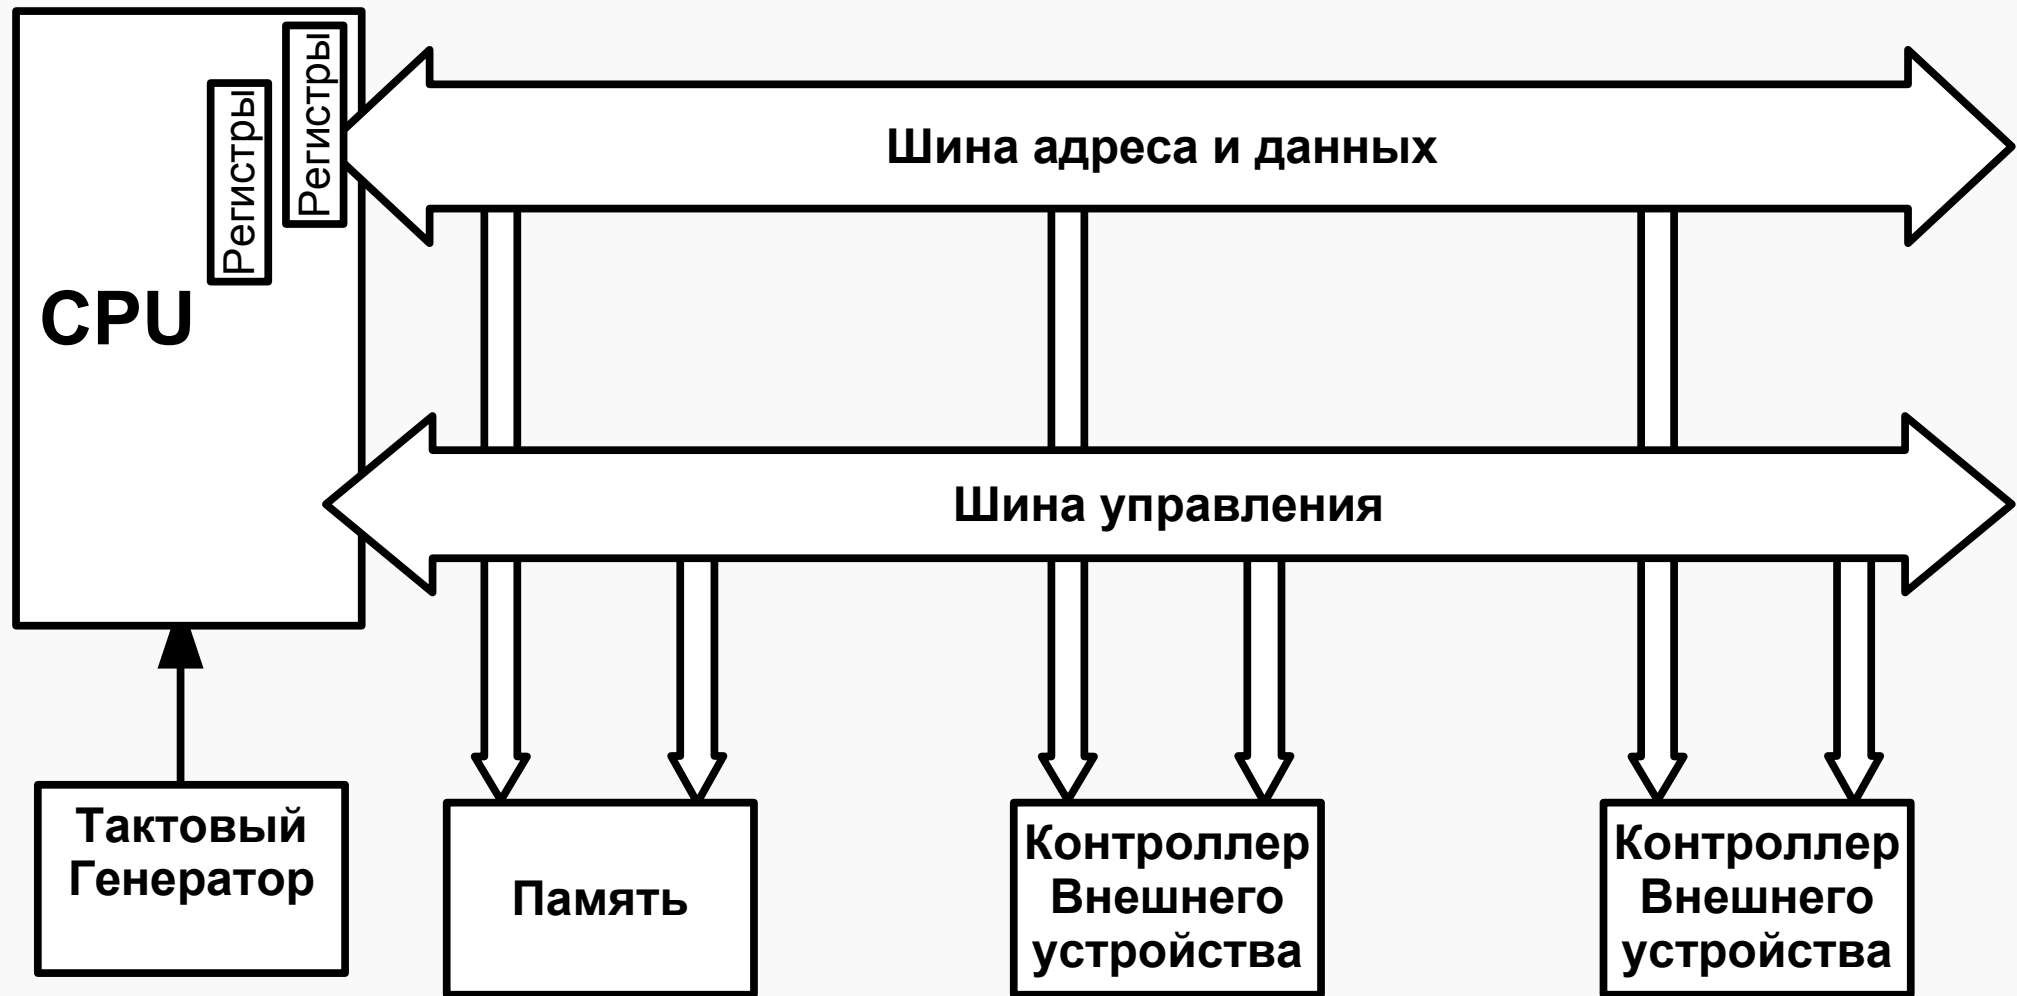 Регистры
Регистры
CPU
Шина адреса и данных
Шина управления
Тактовый
Генератор
Память
Контроллер
Внешнего
устройства
Контроллер
Внешнего
устройства